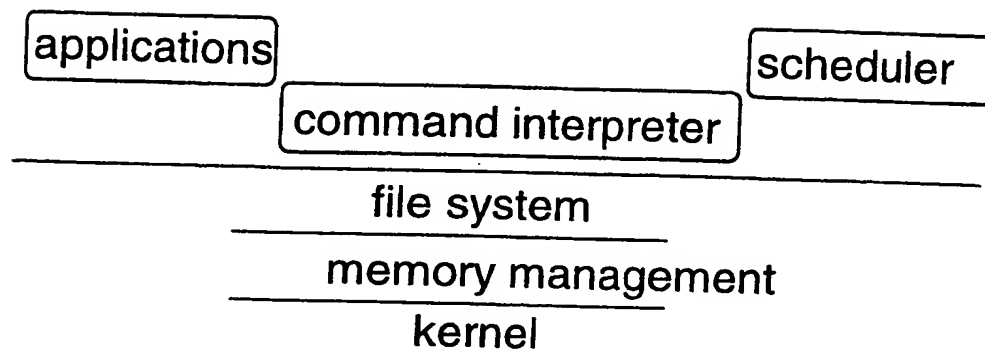 applications
scheduler
command interpreter
file system
memory management
kernel